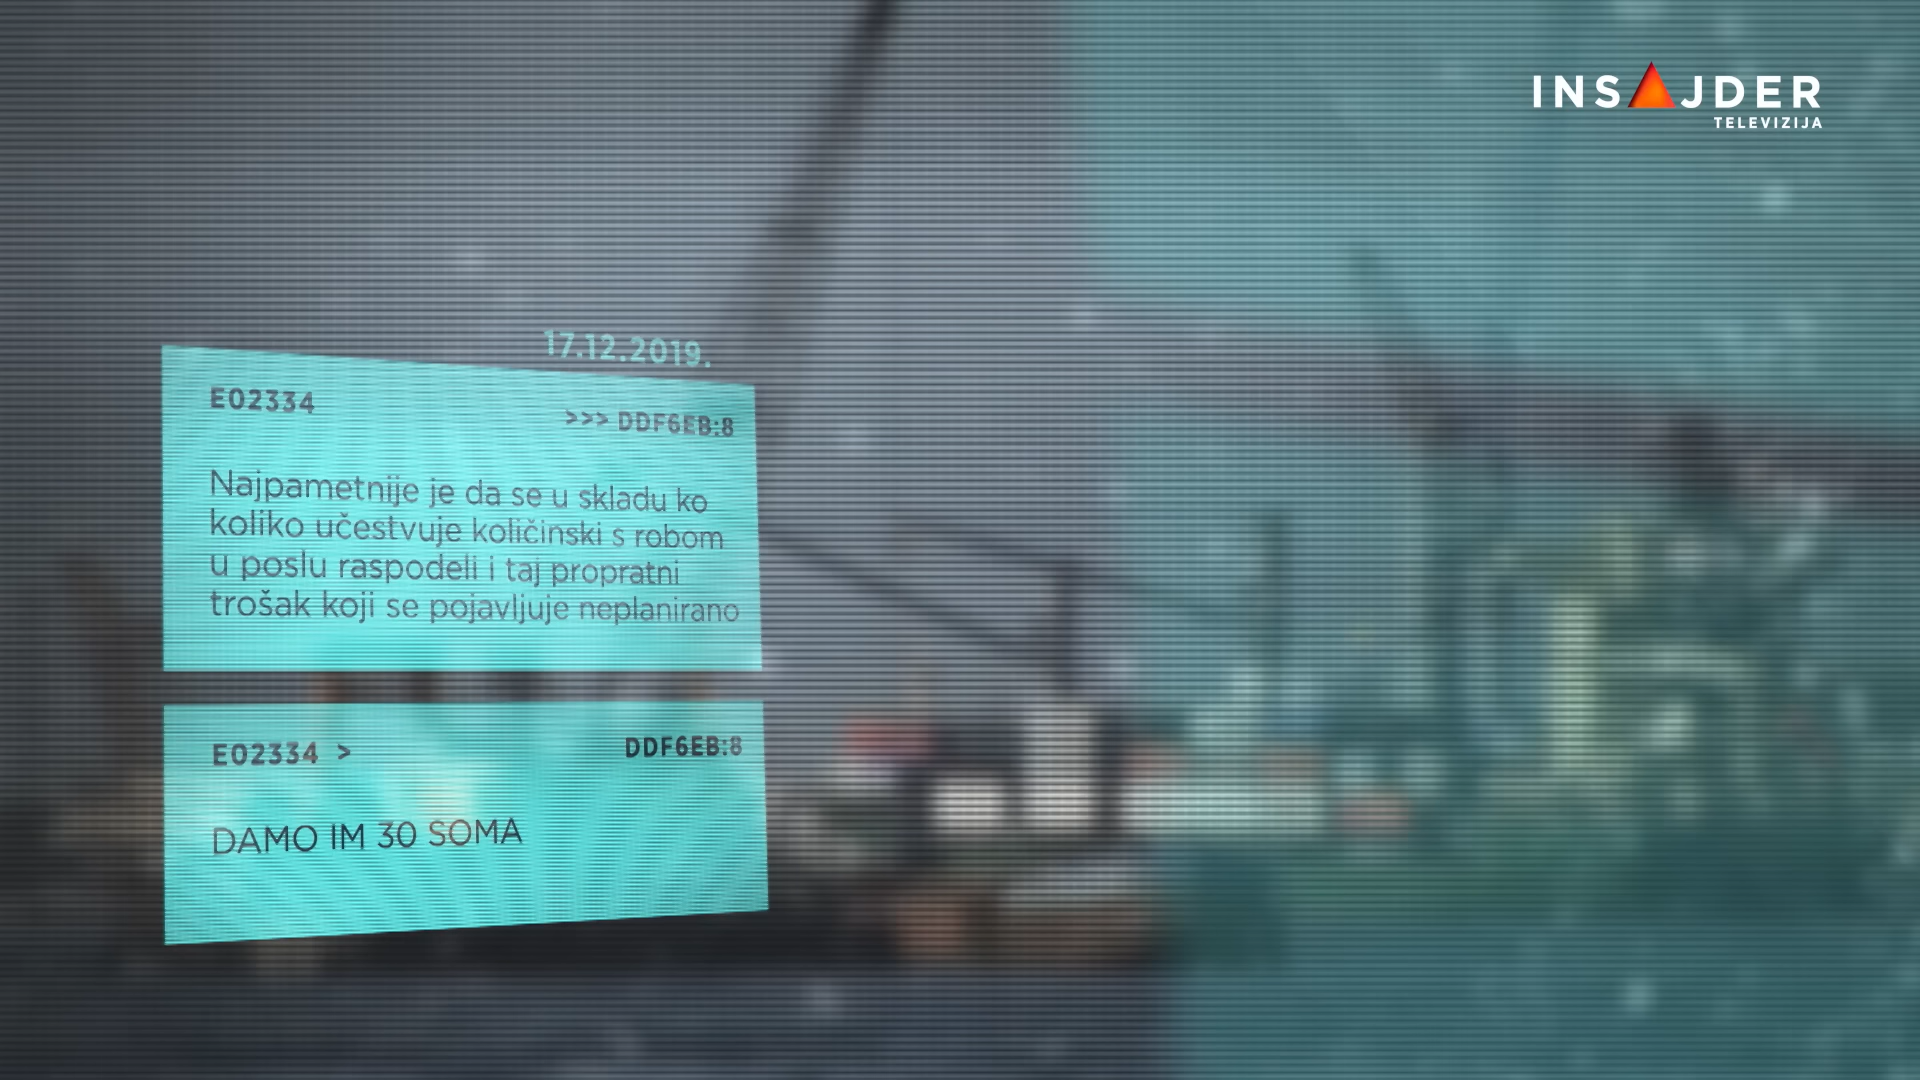 INSAJDER
TELEVIZIJA
17.12.2019.
E02334
>>> DDF6EB:8
Najpametnije je da se u skladu ko
koliko učestvuje količinski s robom
u poslu raspodeli i taj propratni
trošak koji se pojavljuje neplanirano
E02334 >
DDF6EB:8
DAMO IM 30 SOMA